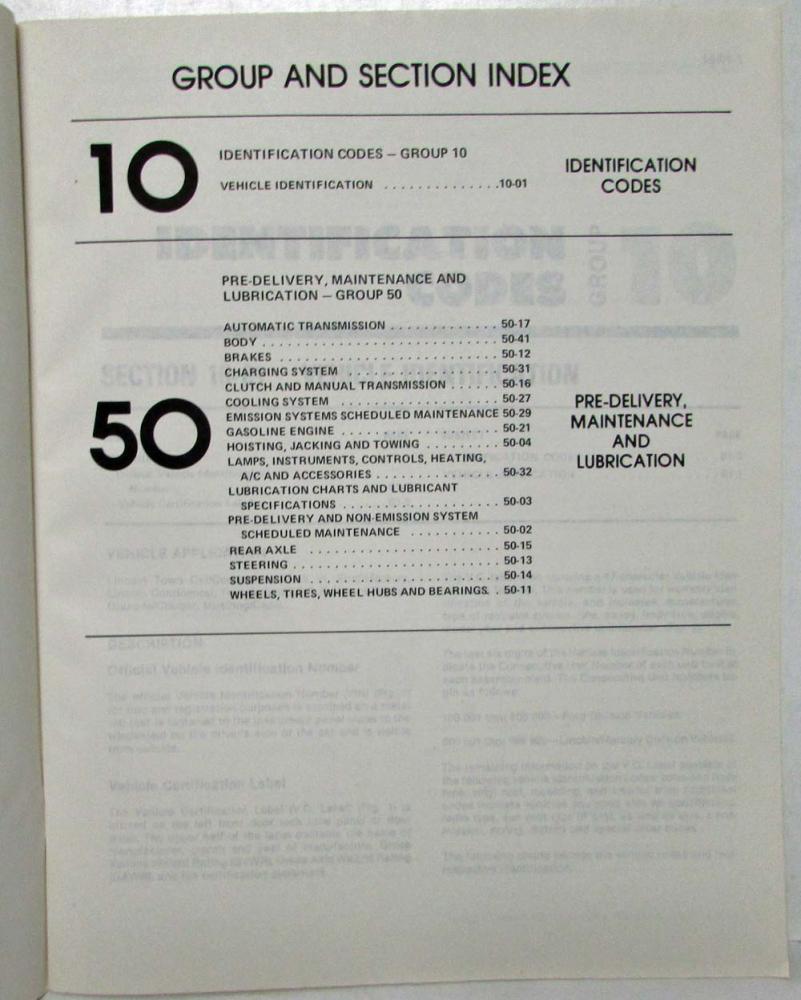 GROUP AND SECTION INDEX
10
IDENTIFICATION CODES – GROUP 10
VEHICLE IDENTIFICATION . . . . . . . . . . . . . . .10-01
IDENTIFICATION
CODES
PRE-DELIVERY, MAINTENANCE AND
LUBRICATION – GROUP 50
50
AUTOMATIC TRANSMISSION . . . . . . . . . . . . . 50-17
BODY . . . . . . . . . . . . . . . . . . . . . . . . . . . . 50-41
BRAKES . . . . . . . . . . . . . . . . . . . . . . . . . . 50-12
CHARGING SYSTEM . . . . . . . . . . . . . . . . . . 50-31
CLUTCH AND MANUAL TRANSMISSION . . . . . . 50-16
COOLING SYSTEM . . . . . . . . . . . . . . . . . . . 50-27
EMISSION SYSTEMS SCHEDULED MAINTENANCE 50-29
GASOLINE ENGINE . . . . . . . . . . . . . . . . . . . 50-21
HOISTING, JACKING AND TOWING . . . . . . . . . 50-04
LAMPS, INSTRUMENTS, CONTROLS, HEATING,
A/C AND ACCESSORIES . . . . . . . . . . . . . . . 50-32
LUBRICATION CHARTS AND LUBRICANT
SPECIFICATIONS . . . . . . . . . . . . . . . . . . . 50-03
PRE-DELIVERY AND NON-EMISSION SYSTEM
SCHEDULED MAINTENANCE . . . . . . . . . . . 50-02
REAR AXLE . . . . . . . . . . . . . . . . . . . . . . . 50-15
STEERING . . . . . . . . . . . . . . . . . . . . . . . . . 50-13
SUSPENSION . . . . . . . . . . . . . . . . . . . . . . . 50-14
WHEELS, TIRES, WHEEL HUBS AND BEARINGS. . 50-11
PRE-DELIVERY,
MAINTENANCE
AND
LUBRICATION